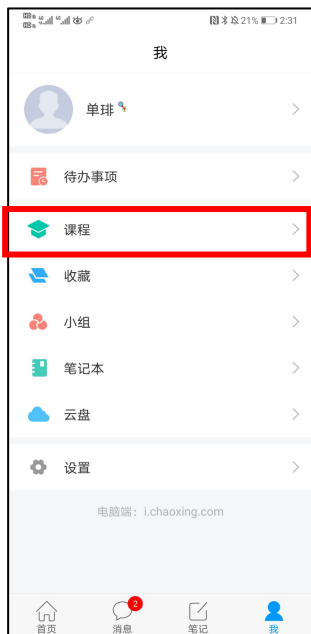 21% 2:31
我
单琲
待办事项
课程
收藏
小组
笔记本
云盘
设置
电脑端：i.chaoxing.com
2
首页 消息 笔记 我